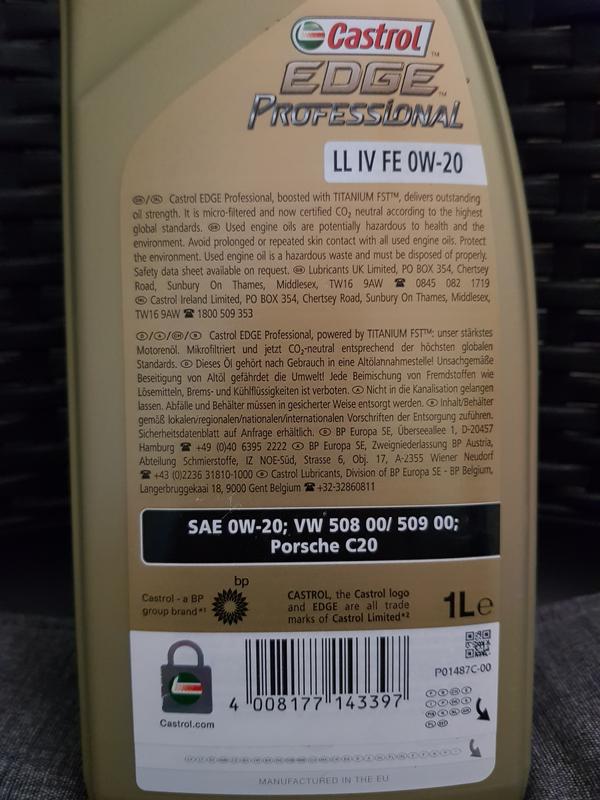 Castrol
EDGE
PROFESSIONAL
LL IV FE 0W-20
Castrol EDGE Professional, boosted with TITANIUM FST™, delivers outstanding
oil strength. It is micro-filtered and now certified CO₂ neutral according to the highest
global standards. Used engine oils are potentially hazardous to health and the
environment. Avoid prolonged or repeated skin contact with all used engine oils. Protect
the environment. Used engine oil is a hazardous waste and must be disposed of properly.
Safety data sheet available on request. Lubricants UK Limited, PO BOX 354, Chertsey
Road, Sunbury On Thames, Middlesex, TW16 9AW ☎ 0845 082 1719
Castrol Ireland Limited, PO BOX 354, Chertsey Road, Sunbury On Thames, Middlesex,
TW16 9AW ☎ 1800 509 353
Castrol EDGE Professional, powered by TITANIUM FST™: unser stärkstes
Motorenöl. Mikrofiltriert und jetzt CO₂-neutral entsprechend der höchsten globalen
Standards. Dieses Öl gehört nach Gebrauch in eine Altölannahmestelle! Unsachgemäße
Beseitigung von Altöl gefährdet die Umwelt! Jede Beimischung von Fremdstoffen wie
Lösemitteln, Brems- und Kühlflüssigkeiten ist verboten. Nicht in die Kanalisation gelangen
lassen. Abfälle und Behälter müssen in gesicherter Weise entsorgt werden. Inhalt/Behälter
gemäß lokalen/regionalen/nationalen/internationalen Vorschriften der Entsorgung zuführen.
Sicherheitsdatenblatt auf Anfrage erhältlich. BP Europa SE, Überseeallee 1, D-20457
Hamburg ☎ +49 (0)40 6395 2222 BP Europa SE, Zweigniederlassung BP Austria,
Abteilung Schmierstoffe, IZ NOE-Süd, Strasse 6, Obj. 17, A-2355 Wiener Neudorf
☎ +43 (0)2236 31810-1000 Castrol Lubricants, Division of BP Europa SE - BP Belgium,
Langerbruggekaai 18, 9000 Gent Belgium ☎ +32-32860811
SAE 0W-20; VW 508 00/ 509 00;
Porsche C20
bp
Castrol - a BP
group brand*¹
CASTROL, the Castrol logo
and EDGE are all trade
marks of Castrol Limited*²
1L℮
P01487C-00
4 008177 143397
Castrol.com
MANUFACTURED IN THE EU